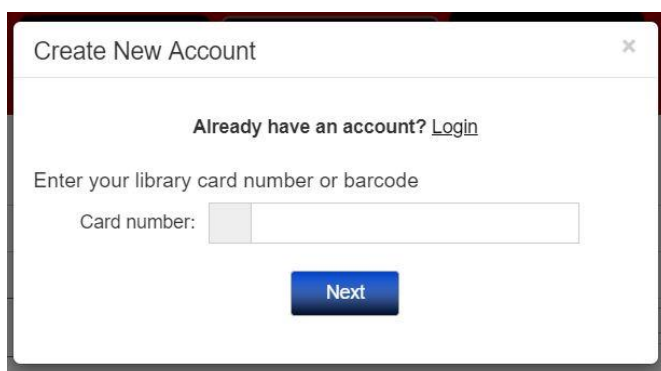 Create New Account ×
Already have an account? Login
Enter your library card number or barcode
Card number:
Next